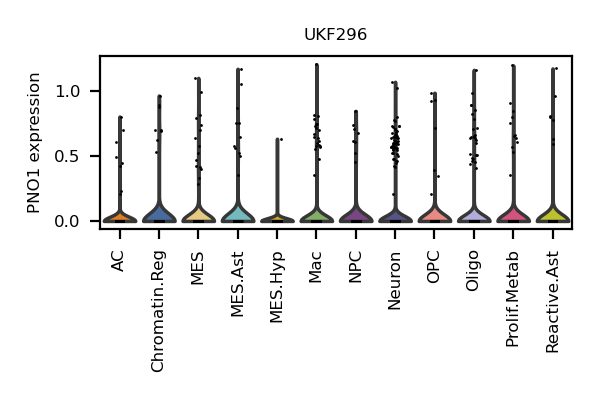 UKF296
PNO1 expression
1.0
0.5
0.0
AC
Chromatin.Reg
MES
MES.Ast
MES.Hyp
Mac
NPC
Neuron
OPC
Oligo
Prolif.Metab
Reactive.Ast